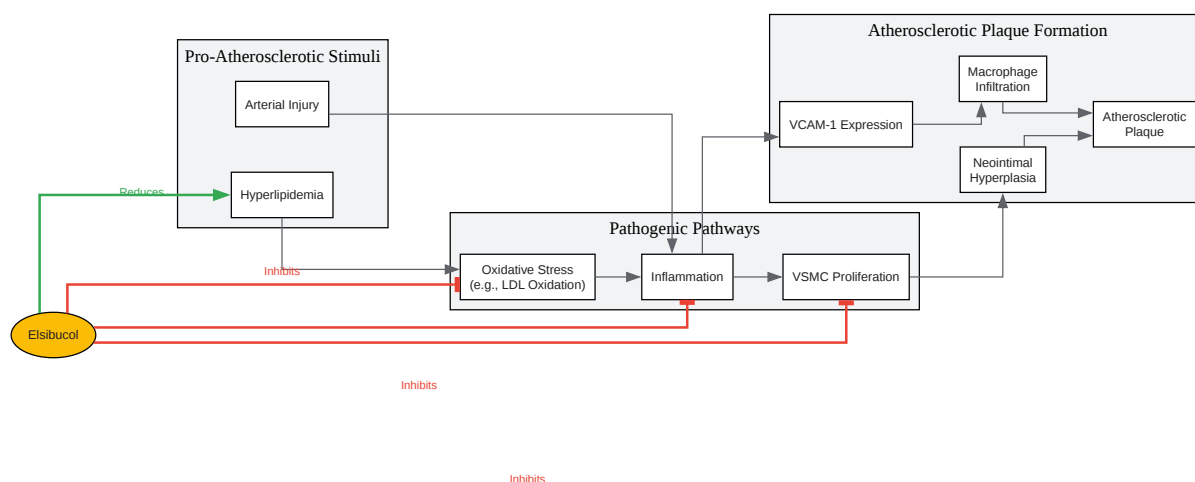 Atherosclerotic Plaque Formation
Pro-Atherosclerotic Stimuli
Macrophage
Infiltration
Arterial Injury
VCAM-1 Expression
Atherosclerotic
Plaque
Neointimal
Hyperplasia
Reduces
Hyperlipidemia
Pathogenic Pathways
Inhibits
Oxidative Stress
(e.g., LDL Oxidation)
Inflammation
VSMC Proliferation
Elsibucol
Inhibits
Inhibits